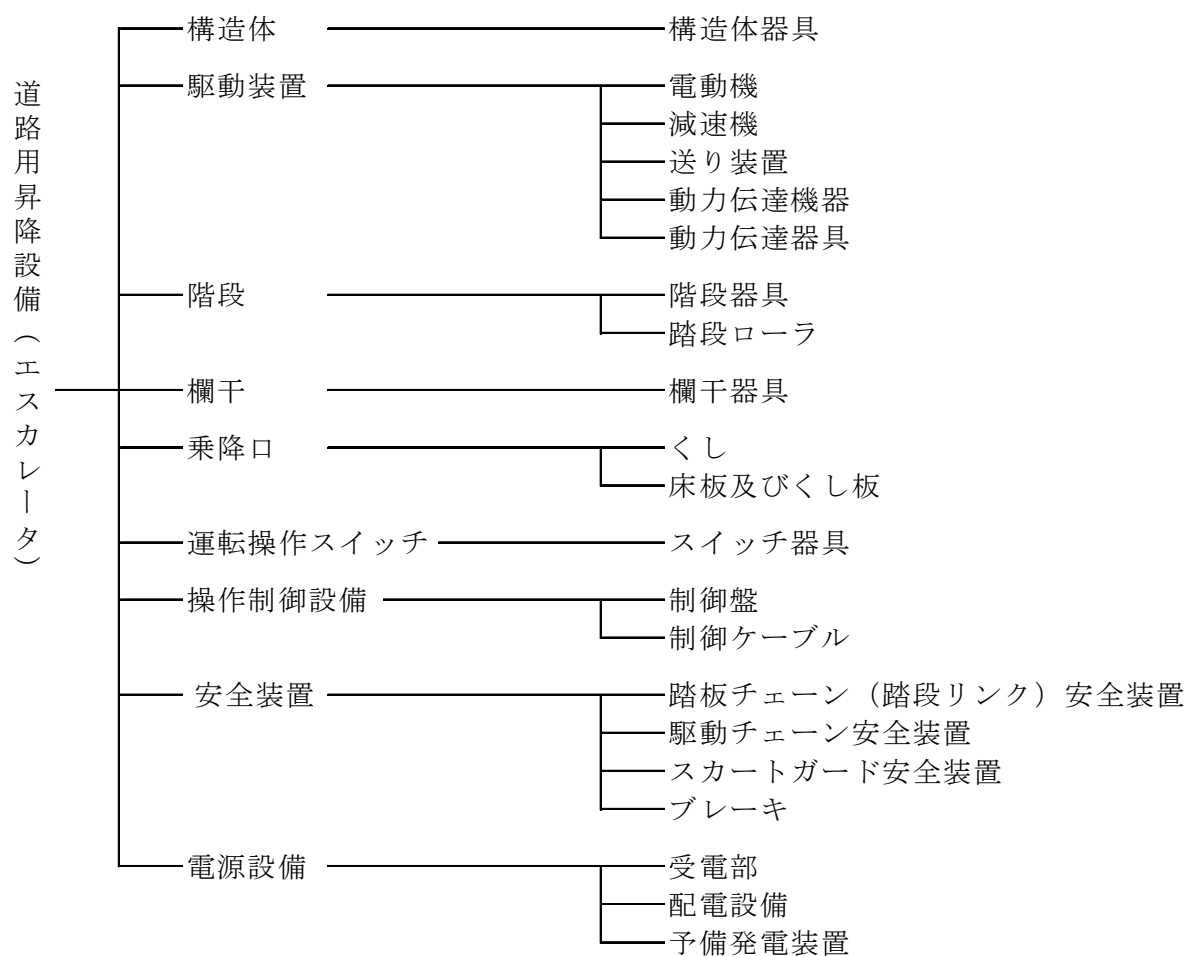 道路用昇降設備（エスカレータ）
構造体 構造体器具
駆動装置 電動機
減速機
送り装置
動力伝達機器
動力伝達器具
階段 階段器具
踏段ローラ
欄干 欄干器具
乗降口 くし
床板及びくし板
運転操作スイッチ スイッチ器具
操作制御設備 制御盤
制御ケーブル
安全装置 踏板チェーン（踏段リンク）安全装置
駆動チェーン安全装置
スカートガード安全装置
ブレーキ
電源設備 受電部
配電設備
予備発電装置